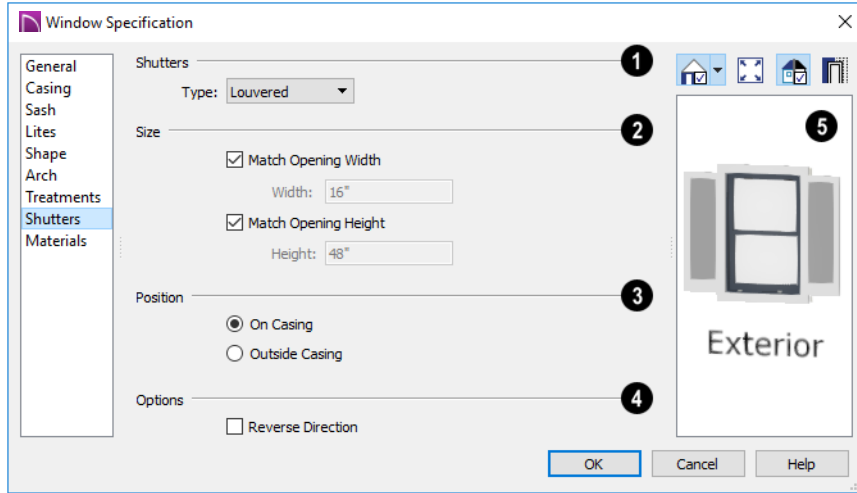 Window Specification
General
Casing
Sash
Lites
Shape
Arch
Treatments
Shutters
Materials
Shutters 1
Type: Louvered
Size 2
Match Opening Width
Width: 16"
Match Opening Height
Height: 48"
Position 3
On Casing
Outside Casing
Options 4
Reverse Direction
5
Exterior
OK Cancel Help